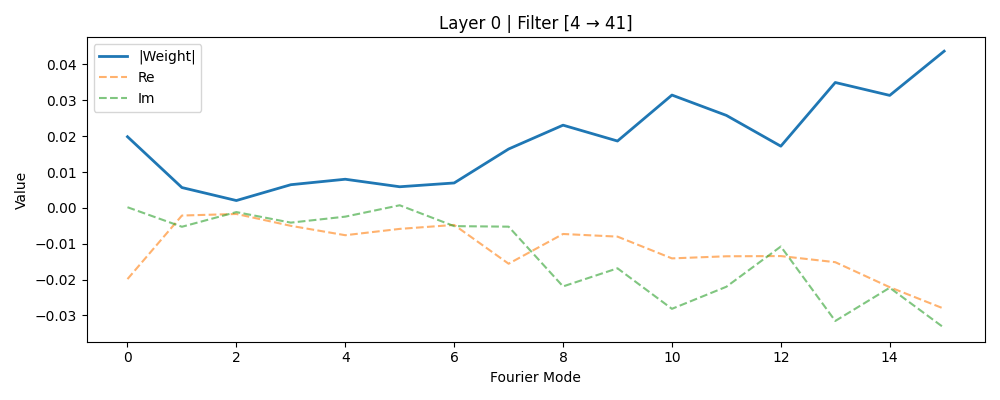 Layer 0 | Filter [4 → 41]
|Weight|
Re
Im
0.04
0.03
0.02
0.01
0.00
−0.01
−0.02
−0.03
Value
0 2 4 6 8 10 12 14
Fourier Mode